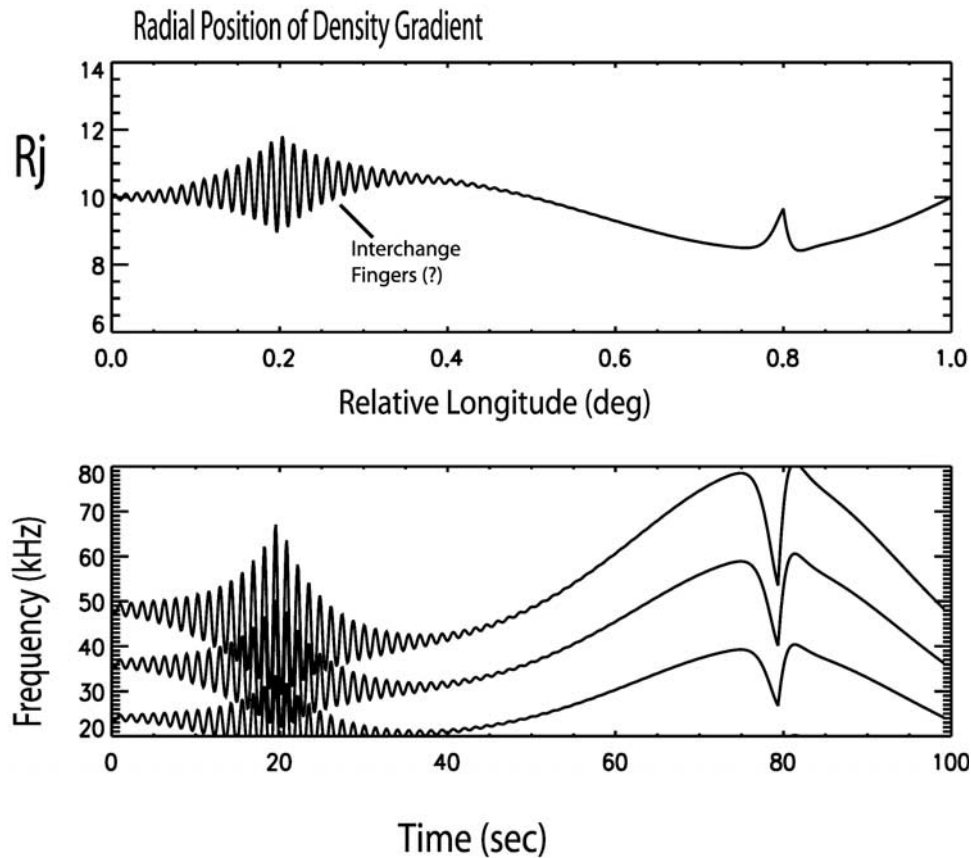 Radial Position of Density Gradient
14
12
Rj
10
8
6
Interchange
Fingers (?)
0.0 0.2 0.4 0.6 0.8 1.0
Relative Longitude (deg)
80
70
60
50
40
30
20
Frequency (kHz)
0 20 40 60 80 100
Time (sec)